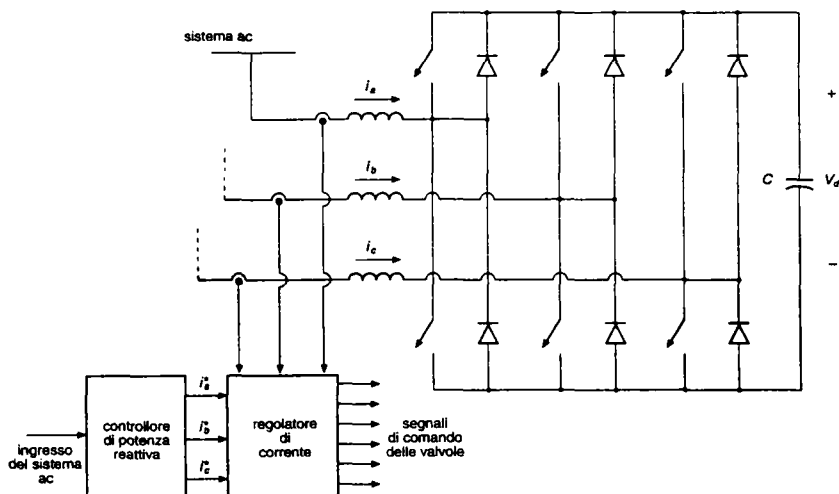 sistema ac
i_a
i_b
i_c
C
+
V_d
−
i*_a
i*_b
i*_c
ingresso
del sistema
ac
controllore
di potenza
reattiva
regolatore
di
corrente
segnali
di comando
delle valvole